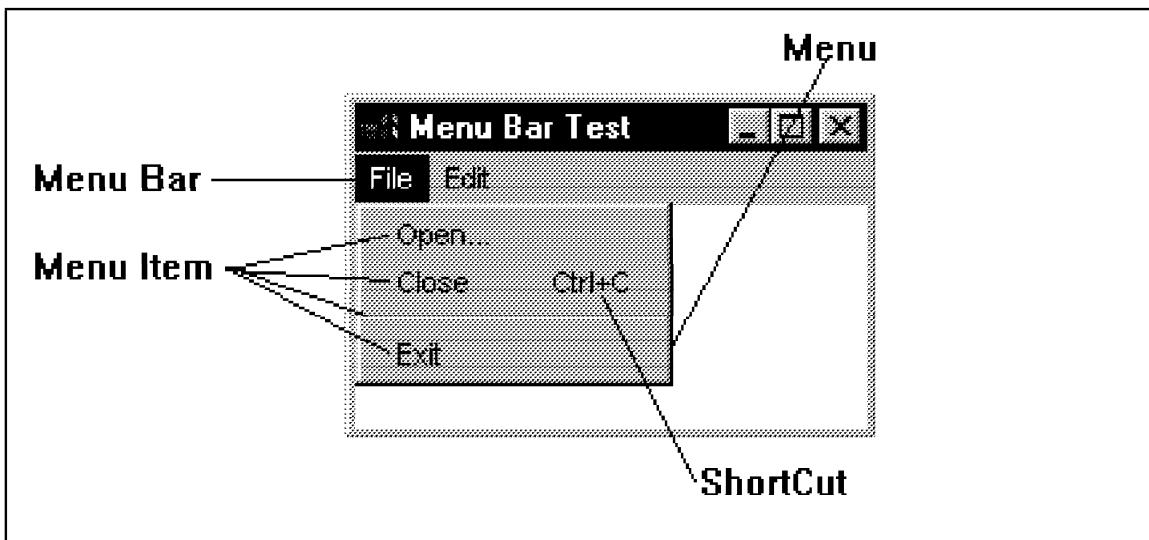 Menu
Menu Bar Test
Menu Bar
File Edit
Open...
Menu Item
Close Ctrl+C
Exit
ShortCut